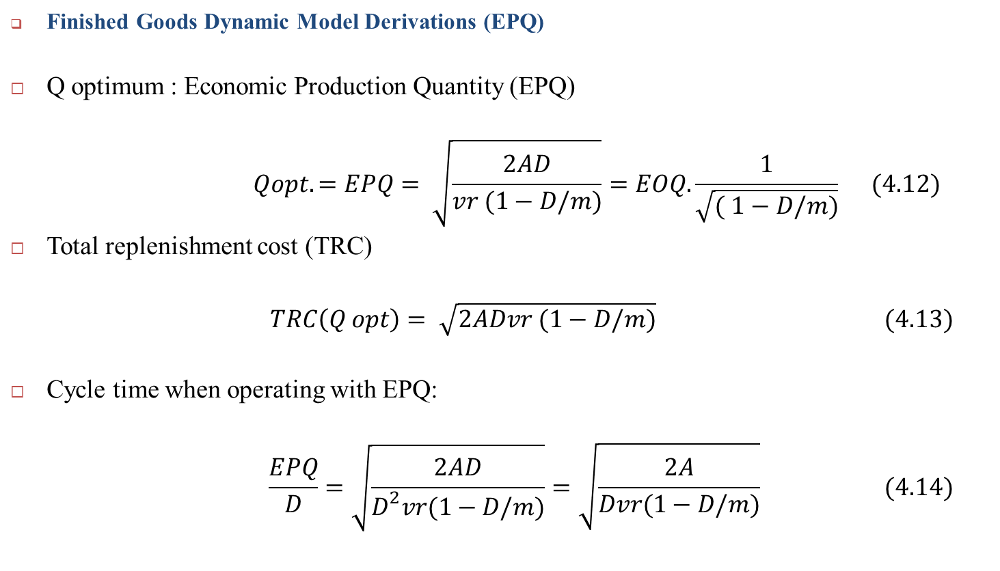 Finished Goods Dynamic Model Derivations (EPQ)
Q optimum : Economic Production Quantity (EPQ)
Qopt. = EPQ = √(2AD / vr (1 − D/m)) = EOQ. 1 / √(( 1 − D/m)) (4.12)
Total replenishment cost (TRC)
TRC(Q opt) = √(2ADvr (1 − D/m)) (4.13)
Cycle time when operating with EPQ:
EPQ / D = √(2AD / D²vr(1 − D/m)) = √(2A / Dvr(1 − D/m)) (4.14)